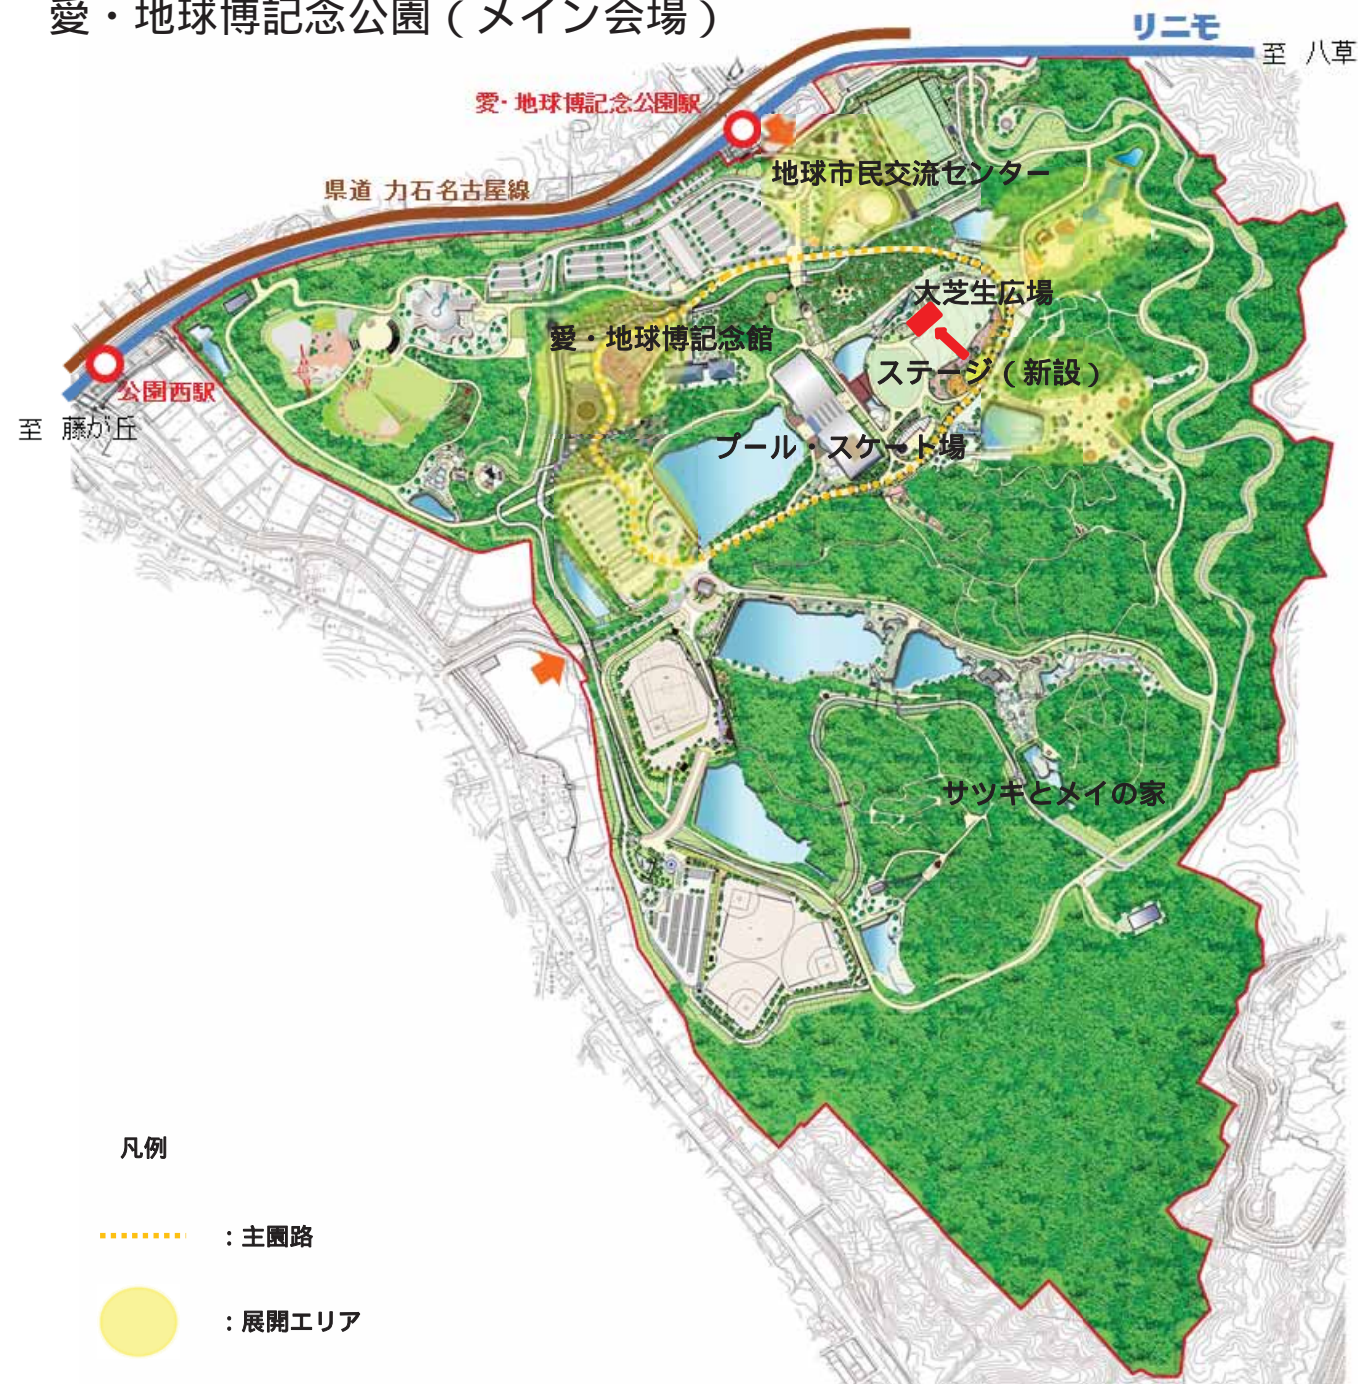 愛・地球博記念公園（メイン会場）
リニモ
至 八草
愛・地球博記念公園駅
地球市民交流センター
県道 力石名古屋線
大芝生広場
愛・地球博記念館
ステージ（新設）
公園西駅
至 藤が丘
プール・スケート場
サツキとメイの家
凡例
：主園路
：展開エリア